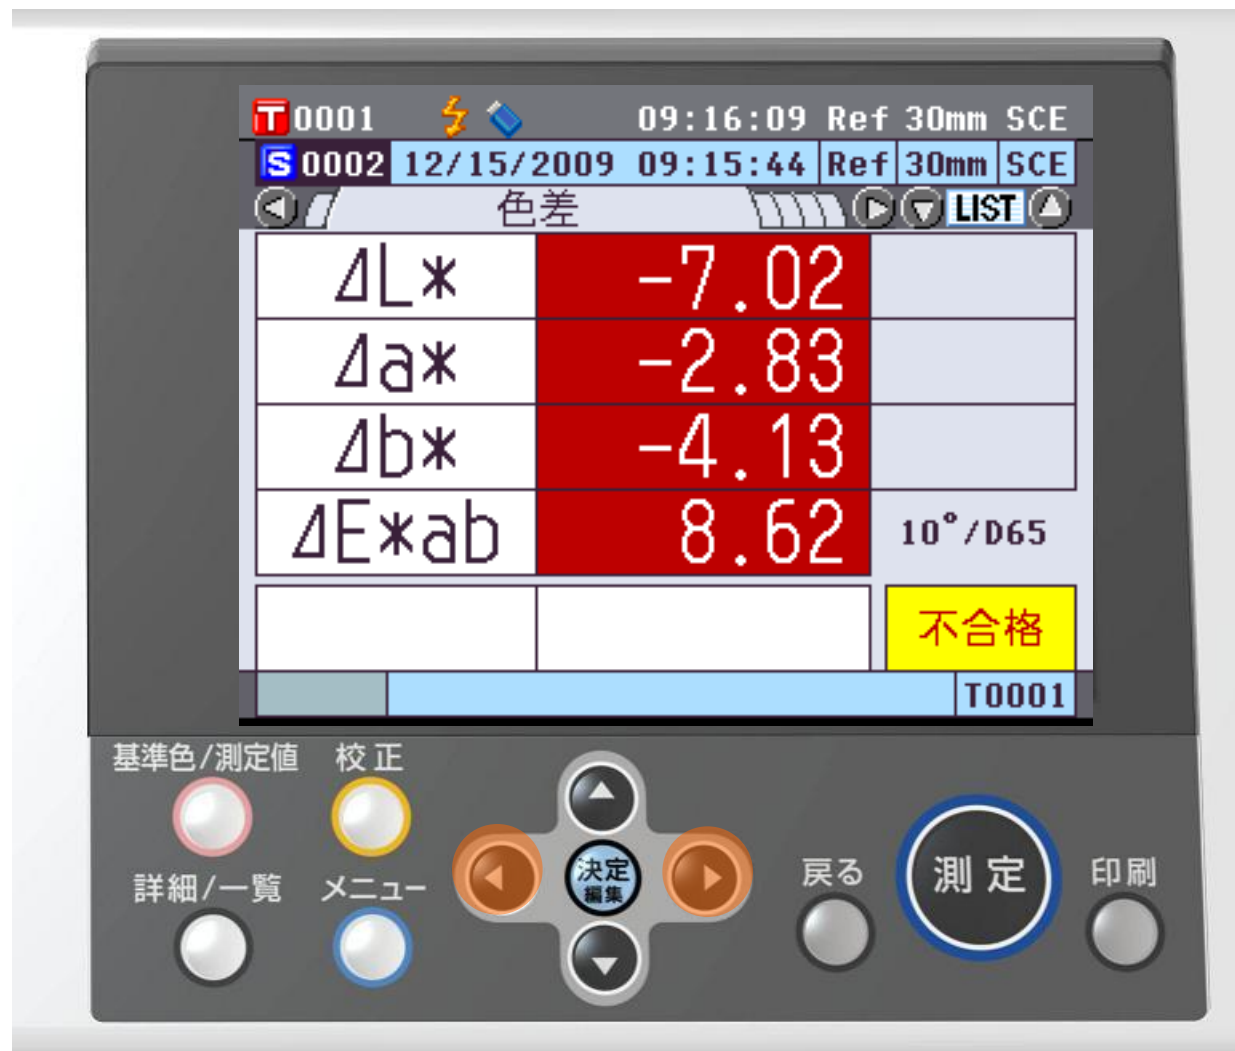 T 0001 09:16:09 Ref 30mm SCE
S 0002 12/15/2009 09:15:44 Ref 30mm SCE
色差 LIST
ΔL* -7.02
Δa* -2.83
Δb* -4.13
ΔE*ab 8.62 10°/D65
不合格
T0001
基準色/測定値 校正
詳細/一覧 メニュー
決定
編集
戻る
測定
印刷